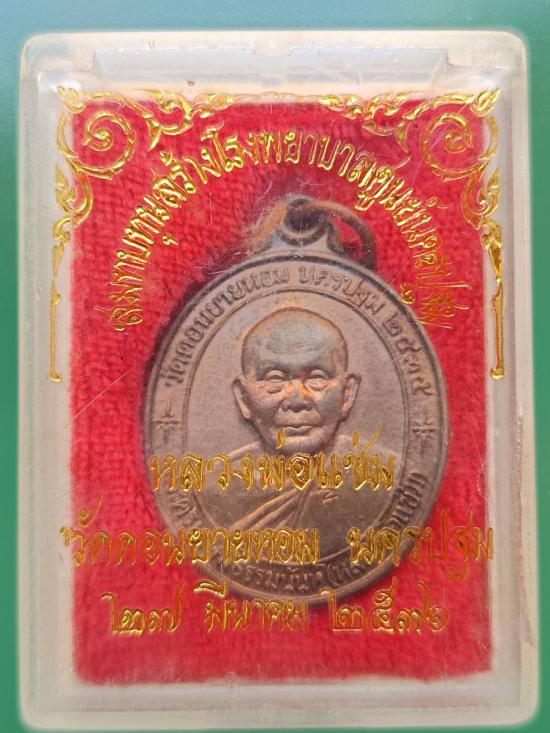 สมทบทุนสร้างโรงพยาบาลศูนย์นครปฐม
วัดดอนยายหอม นครปฐม ๒๕๓๕
หลวงพ่อแช่ม
วัดดอนยายหอม นครปฐม
๒๗ มีนาคม ๒๕๓๖